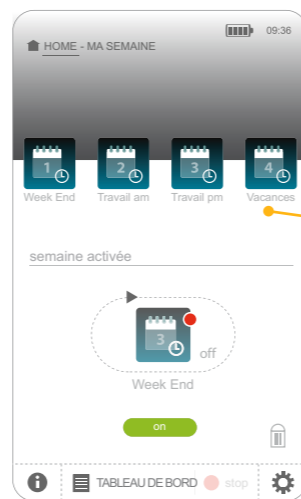 09:36
HOME - MA SEMAINE
1 2 3 4
Week End Travail am Travail pm Vacances
semaine activée
3
off
Week End
on
TABLEAU DE BORD stop